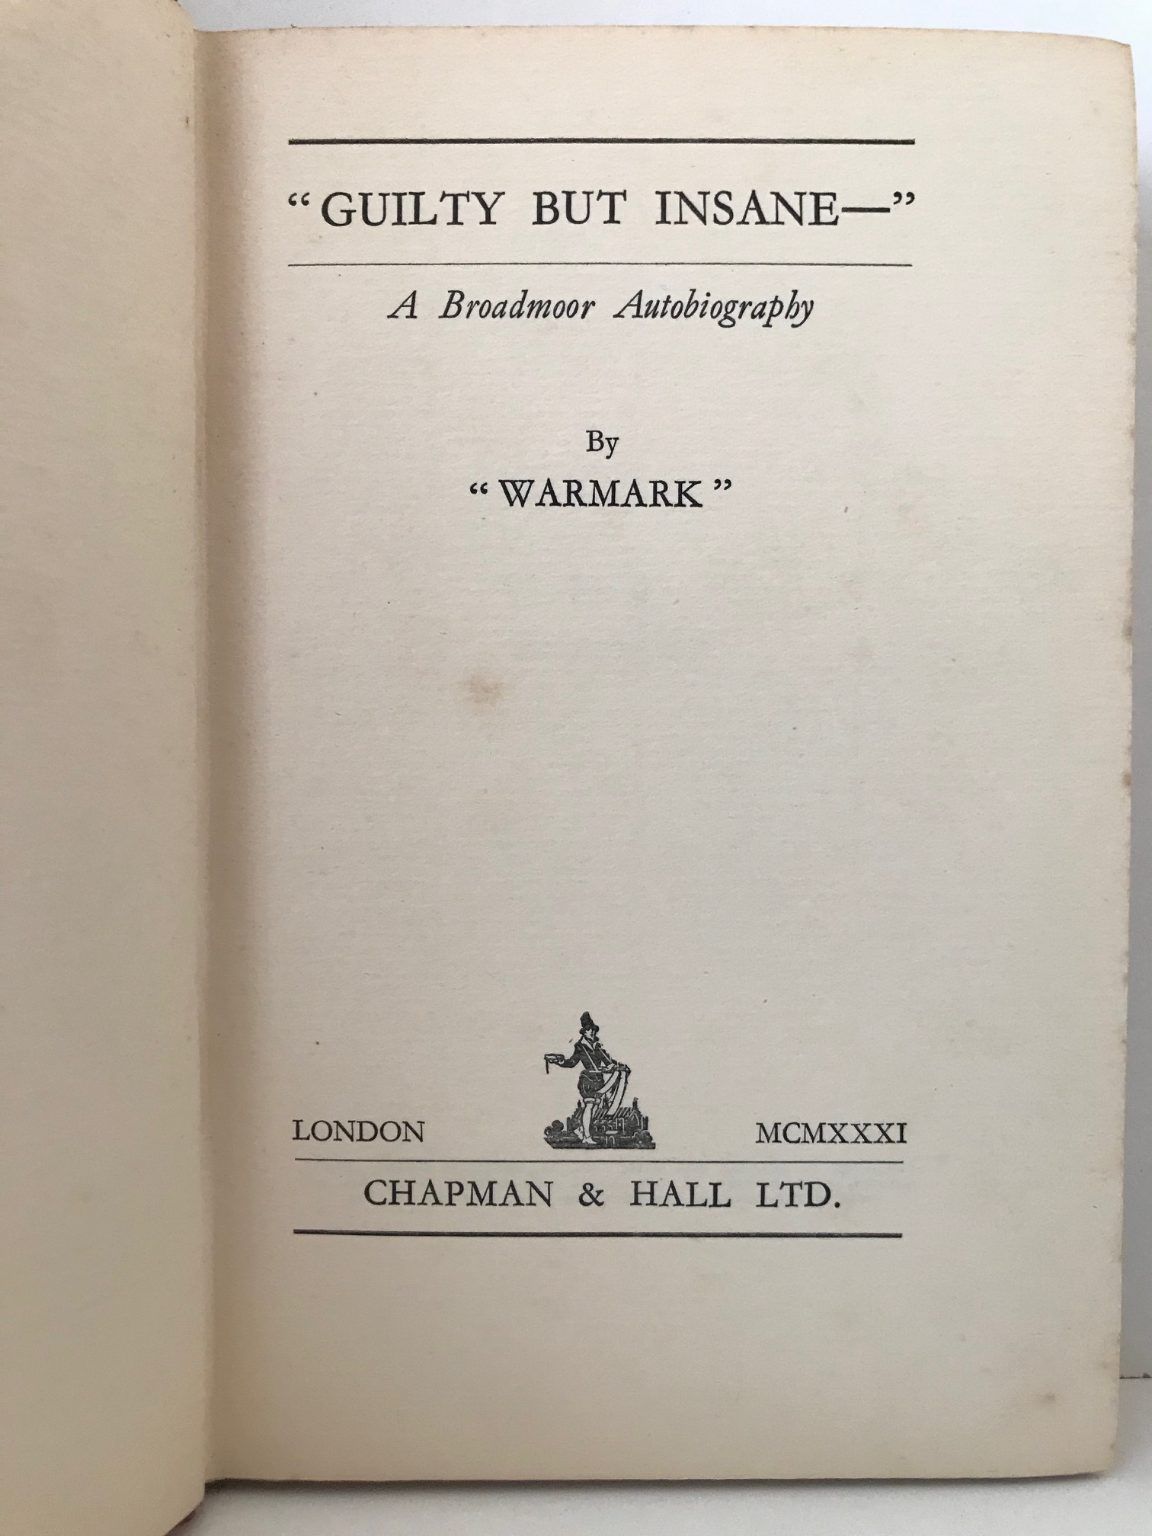 “GUILTY BUT INSANE—”
A Broadmoor Autobiography
By
“WARMARK”
LONDON MCMXXXI
CHAPMAN & HALL LTD.